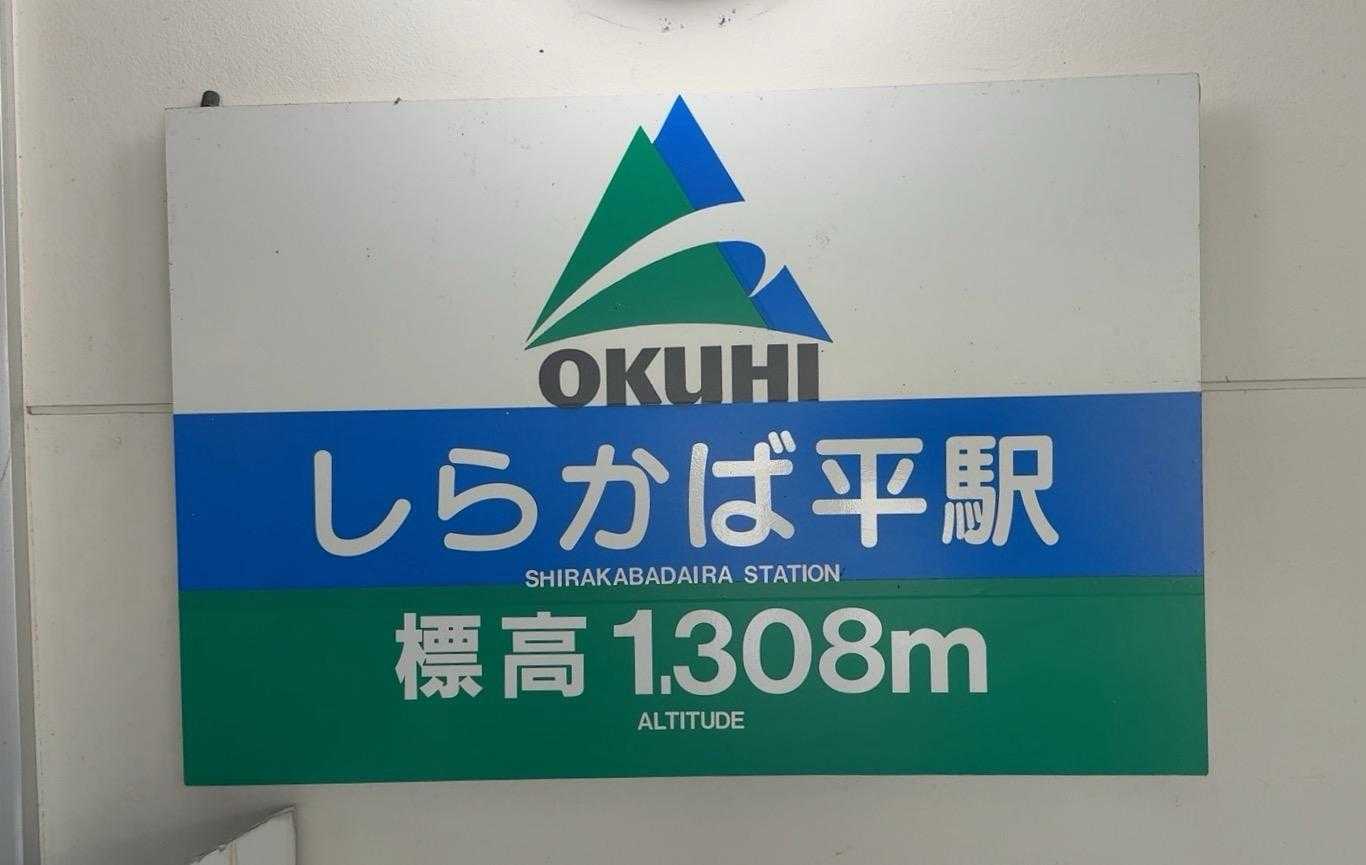 OKUHI
しらかば平駅
SHIRAKABADAIRA STATION
標高1.308m
ALTITUDE